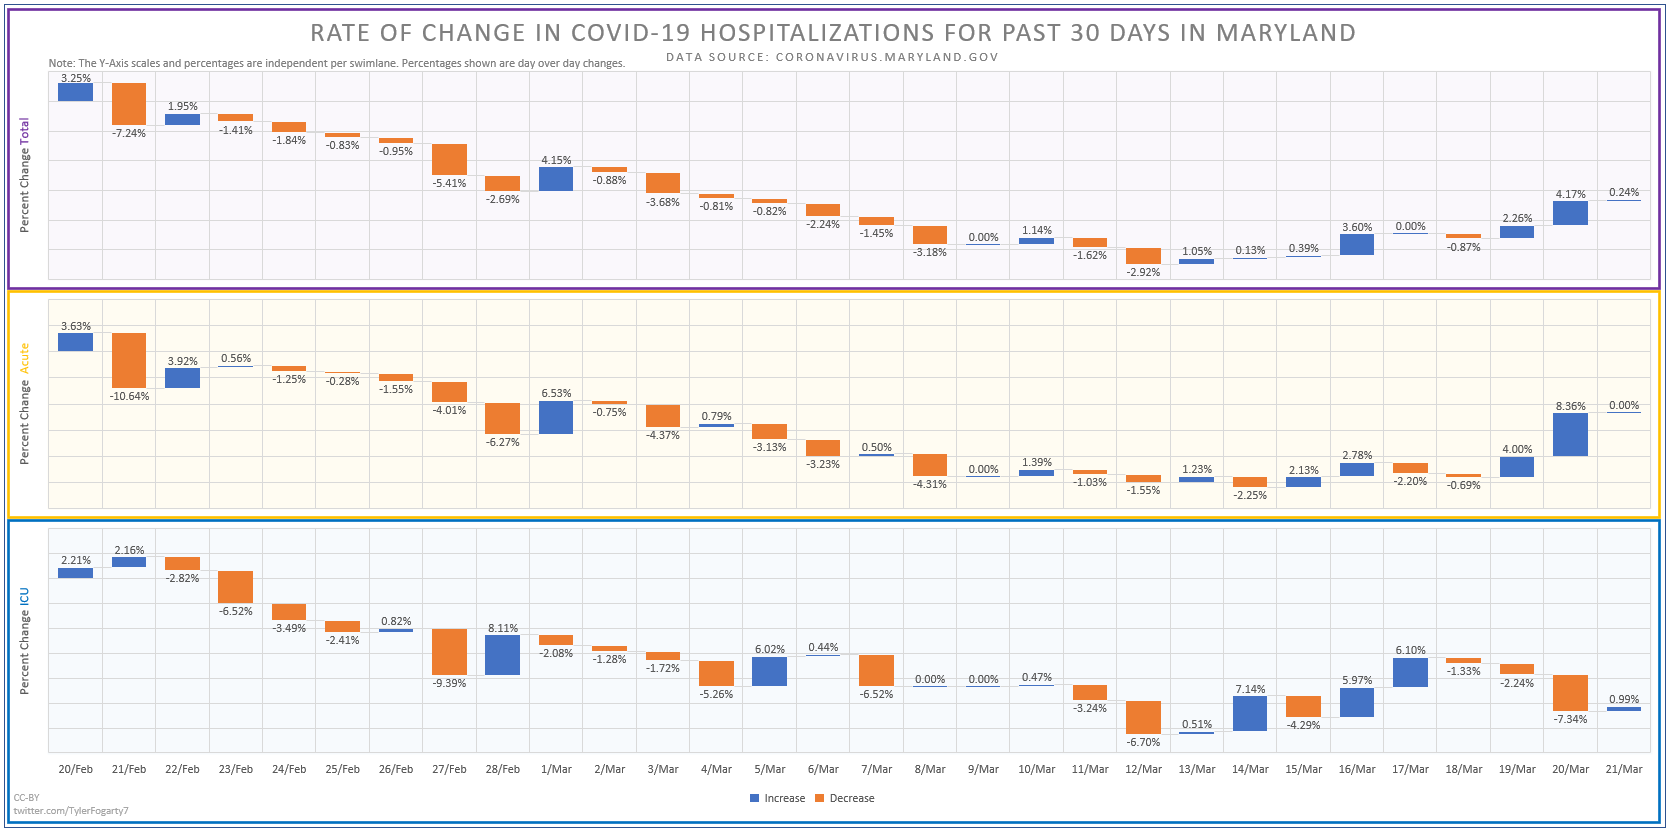 RATE OF CHANGE IN COVID-19 HOSPITALIZATIONS FOR PAST 30 DAYS IN MARYLAND
DATA SOURCE: CORONAVIRUS.MARYLAND.GOV
Note: The Y-Axis scales and percentages are independent per swimlane. Percentages shown are day over day changes.
Percent Change Total
3.25% -7.24% 1.95% -1.41% -1.84% -0.83% -0.95% -5.41% -2.69% 4.15% -0.88% -3.68% -0.81% -0.82% -2.24% -1.45% -3.18% 0.00% 1.14% -1.62% -2.92% 1.05% 0.13% 0.39% 3.60% 0.00% -0.87% 2.26% 4.17% 0.24%
Percent Change Acute
3.63% -10.64% 3.92% 0.56% -1.25% -0.28% -1.55% -4.01% -6.27% 6.53% -0.75% -4.37% 0.79% -3.13% -3.23% 0.50% -4.31% 0.00% 1.39% -1.03% -1.55% 1.23% -2.25% 2.13% 2.78% -2.20% -0.69% 4.00% 8.36% 0.00%
Percent Change ICU
2.21% 2.16% -2.82% -6.52% -3.49% -2.41% 0.82% -9.39% 8.11% -2.08% -1.28% -1.72% -5.26% 6.02% 0.44% -6.52% 0.00% 0.00% 0.47% -3.24% -6.70% 0.51% 7.14% -4.29% 5.97% 6.10% -1.33% -2.24% -7.34% 0.99%
20/Feb 21/Feb 22/Feb 23/Feb 24/Feb 25/Feb 26/Feb 27/Feb 28/Feb 1/Mar 2/Mar 3/Mar 4/Mar 5/Mar 6/Mar 7/Mar 8/Mar 9/Mar 10/Mar 11/Mar 12/Mar 13/Mar 14/Mar 15/Mar 16/Mar 17/Mar 18/Mar 19/Mar 20/Mar 21/Mar
Increase Decrease
CC-BY
twitter.com/TylerFogarty7